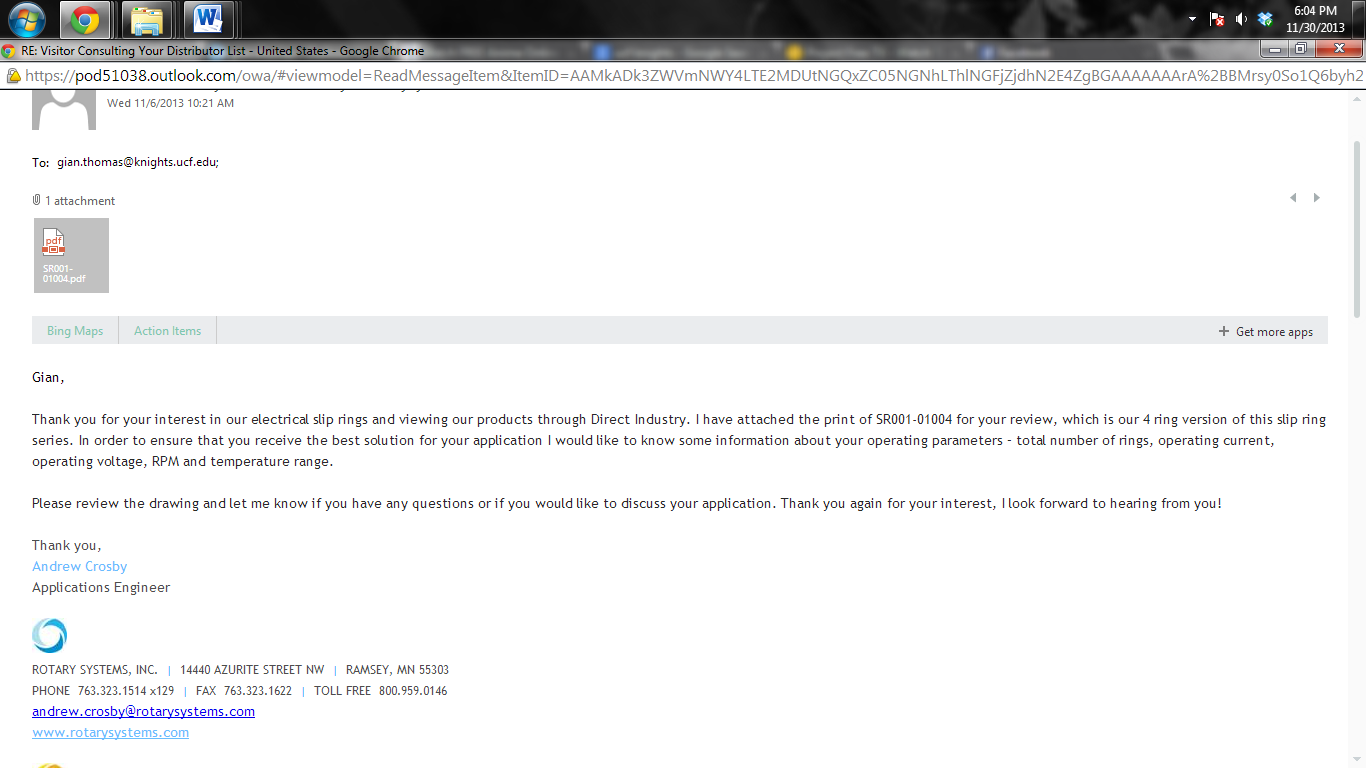 6:04 PM
11/30/2013
RE: Visitor Consulting Your Distributor List - United States - Google Chrome
https://pod51038.outlook.com/owa/#viewmodel=ReadMessageItem&ItemID=AAMkADk3ZWVmNWY4LTE2MDUtNGQxZC05NGNhLThlNGFjZjdhN2E4ZgBGAAAAAAArA%2BBMrsy0So1Q6byh2
Wed 11/6/2013 10:21 AM
To: gian.thomas@knights.ucf.edu;
1 attachment
pdf
SR001-
01004.pdf
Bing Maps
Action Items
+ Get more apps
Gian,
Thank you for your interest in our electrical slip rings and viewing our products through Direct Industry. I have attached the print of SR001-01004 for your review, which is our 4 ring version of this slip ring
series. In order to ensure that you receive the best solution for your application I would like to know some information about your operating parameters - total number of rings, operating current,
operating voltage, RPM and temperature range.
Please review the drawing and let me know if you have any questions or if you would like to discuss your application. Thank you again for your interest, I look forward to hearing from you!
Thank you,
Andrew Crosby
Applications Engineer
ROTARY SYSTEMS, INC. | 14440 AZURITE STREET NW | RAMSEY, MN 55303
PHONE 763.323.1514 x129 | FAX 763.323.1622 | TOLL FREE 800.959.0146
andrew.crosby@rotarysystems.com
www.rotarysystems.com